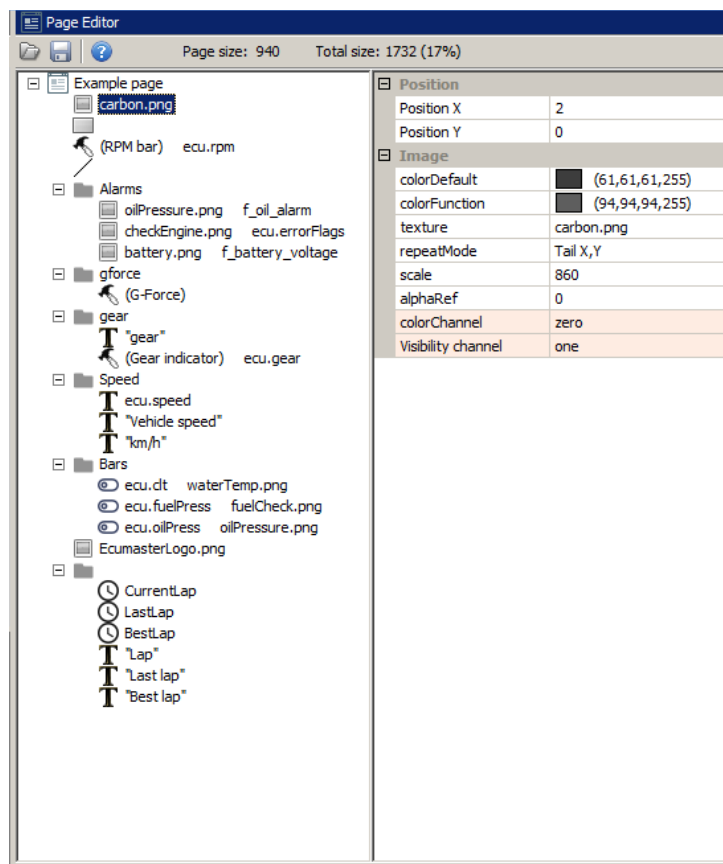 Page Editor
Page size: 940 Total size: 1732 (17%)
Example page
carbon.png
(RPM bar) ecu.rpm
Alarms
oilPressure.png f_oil_alarm
checkEngine.png ecu.errorFlags
battery.png f_battery_voltage
gforce
(G-Force)
gear
"gear"
(Gear indicator) ecu.gear
Speed
ecu.speed
"Vehicle speed"
"km/h"
Bars
ecu.clt waterTemp.png
ecu.fuelPress fuelCheck.png
ecu.oilPress oilPressure.png
EcumasterLogo.png
CurrentLap
LastLap
BestLap
"Lap"
"Last lap"
"Best lap"
Position
Position X 2
Position Y 0
Image
colorDefault (61,61,61,255)
colorFunction (94,94,94,255)
texture carbon.png
repeatMode Tail X,Y
scale 860
alphaRef 0
colorChannel zero
Visibility channel one